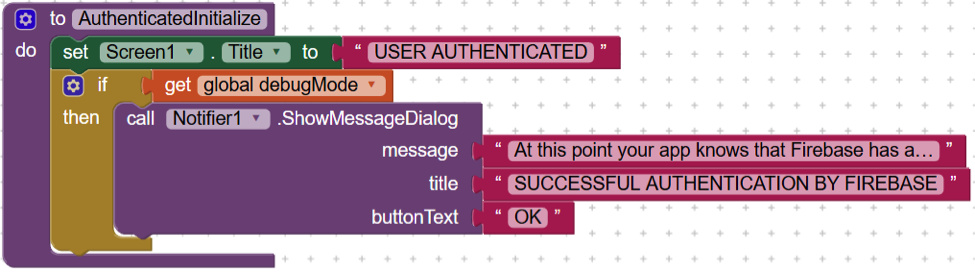 to AuthenticatedInitialize
do set Screen1 . Title to “ USER AUTHENTICATED ”
if get global debugMode
then call Notifier1 .ShowMessageDialog
message “ At this point your app knows that Firebase has a... ”
title “ SUCCESSFUL AUTHENTICATION BY FIREBASE ”
buttonText “ OK ”